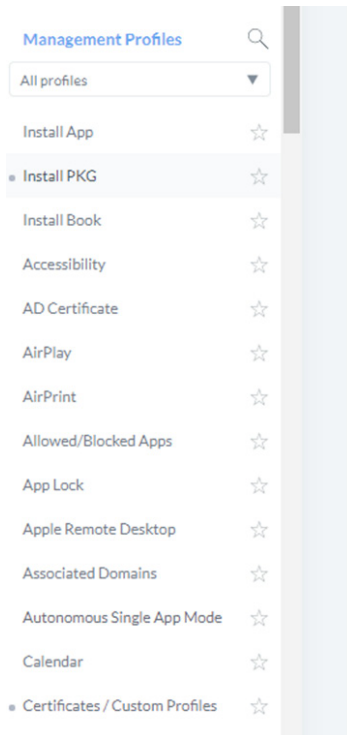 Management Profiles
All profiles
Install App
Install PKG
Install Book
Accessibility
AD Certificate
AirPlay
AirPrint
Allowed/Blocked Apps
App Lock
Apple Remote Desktop
Associated Domains
Autonomous Single App Mode
Calendar
Certificates / Custom Profiles